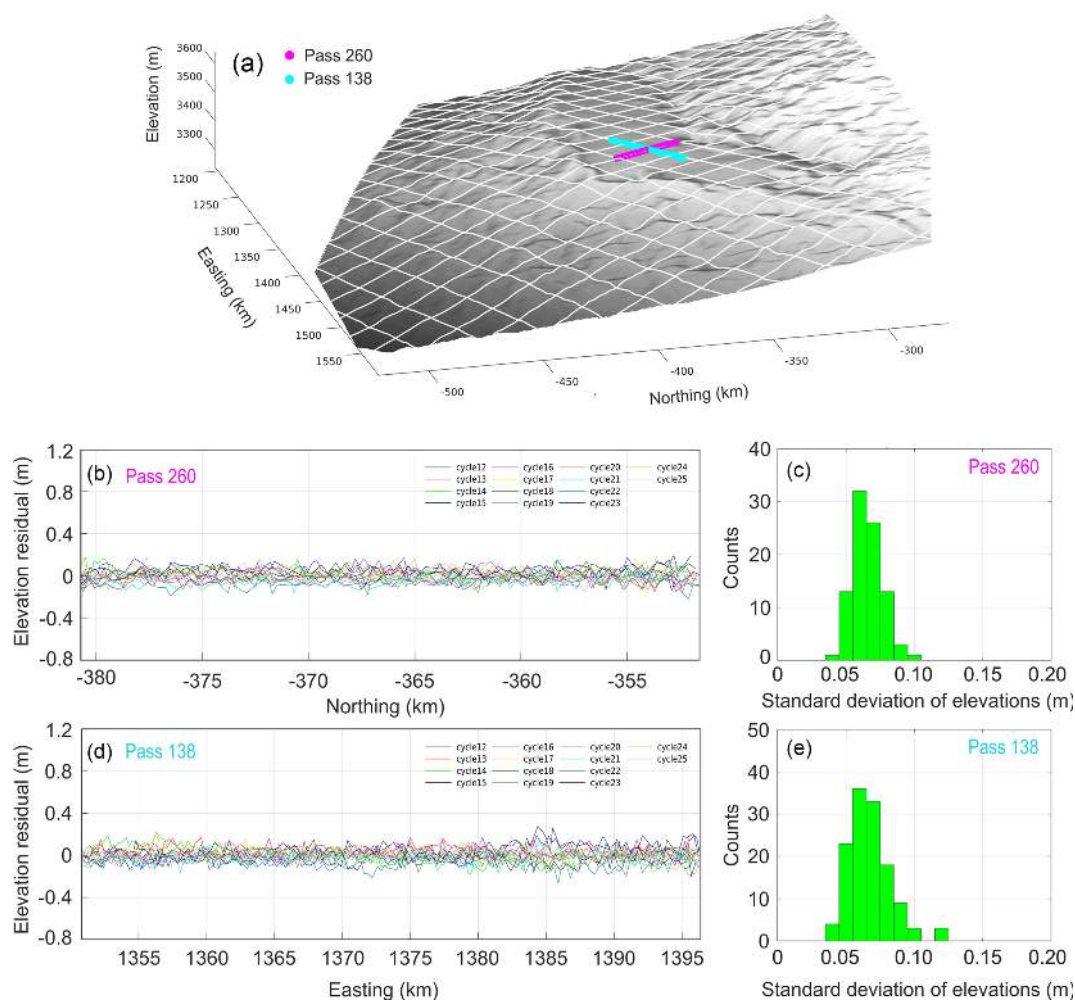 (a)
Pass 260
Pass 138
Elevation (m)
3600
3500
3400
3300
1200
1250
1300
1350
1400
1450
1500
1550
Easting (km)
-500
-450
-400
-350
-300
Northing (km)
(b) Pass 260
cycle12 cycle16 cycle20 cycle24
cycle13 cycle17 cycle21 cycle25
cycle14 cycle18 cycle22
cycle15 cycle19 cycle23
Elevation residual (m)
1.2
0.8
0.4
0
-0.4
-0.8
-380 -375 -370 -365 -360 -355
Northing (km)
(c) Pass 260
Counts
40
30
20
10
0
0 0.05 0.10 0.15 0.20
Standard deviation of elevations (m)
(d) Pass 138
cycle12 cycle16 cycle20 cycle24
cycle13 cycle17 cycle21 cycle25
cycle14 cycle18 cycle22
cycle15 cycle19 cycle23
Elevation residual (m)
1.2
0.8
0.4
0
-0.4
-0.8
1355 1360 1365 1370 1375 1380 1385 1390 1395
Easting (km)
(e) Pass 138
Counts
50
40
30
20
10
0
0 0.05 0.10 0.15 0.20
Standard deviation of elevations (m)